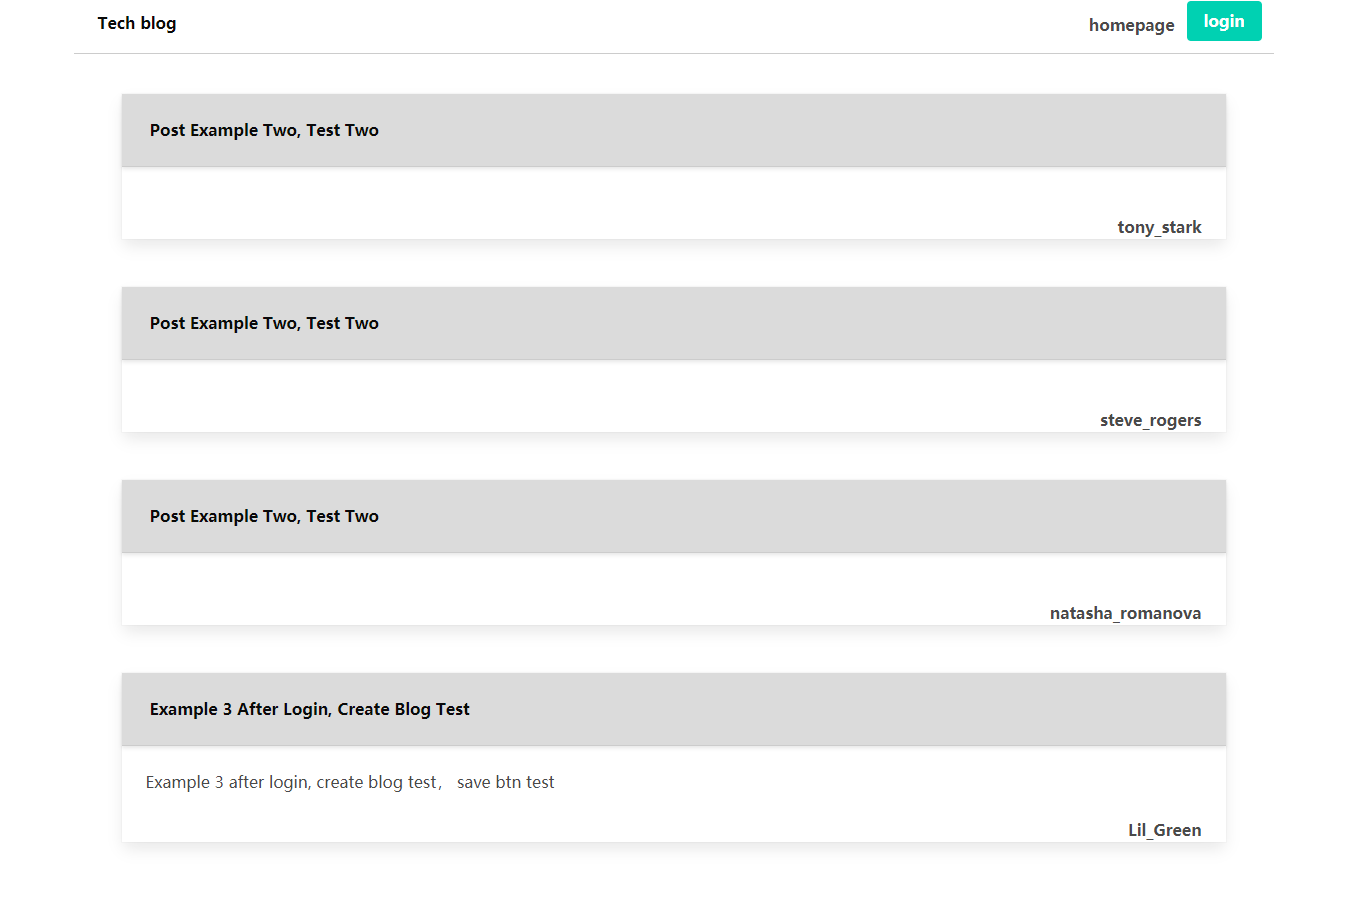 Tech blog
homepage
login
Post Example Two, Test Two
tony_stark
Post Example Two, Test Two
steve_rogers
Post Example Two, Test Two
natasha_romanova
Example 3 After Login, Create Blog Test
Example 3 after login, create blog test， save btn test
Lil_Green